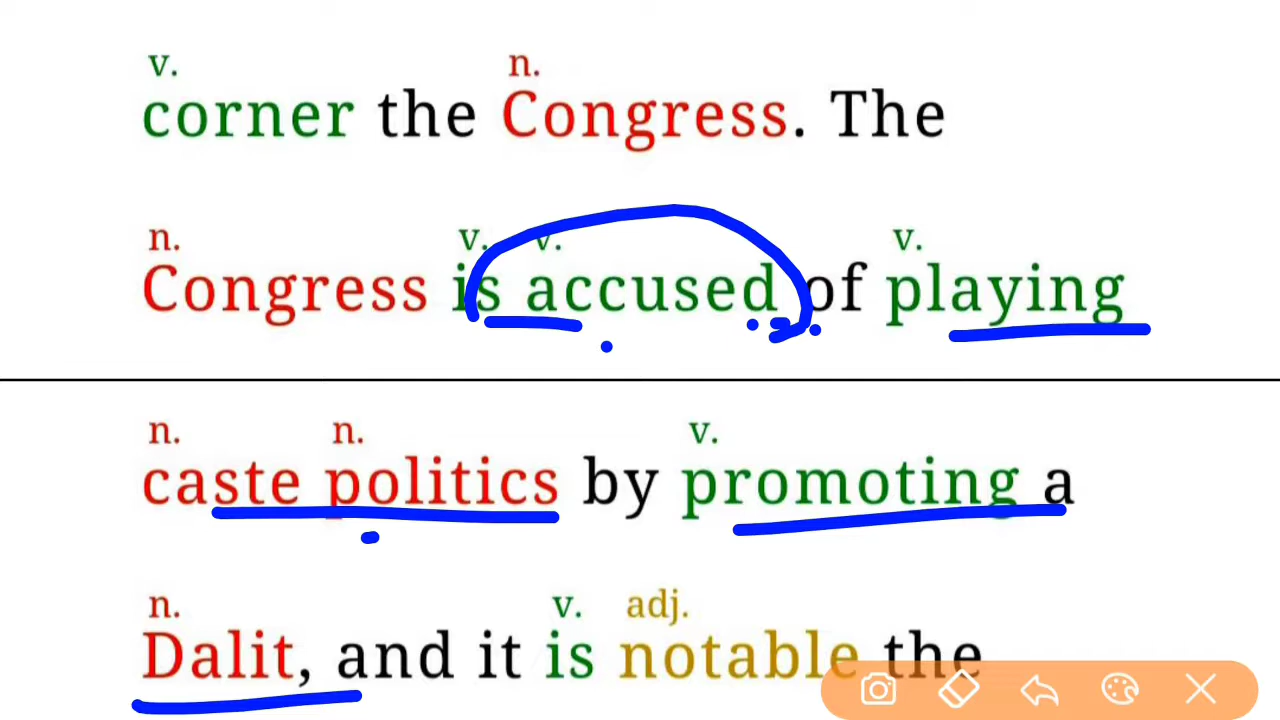 v. n.
corner the Congress. The
n. v. v. v.
Congress is accused of playing
n. n. v.
caste politics by promoting a
n. v. adj.
Dalit, and it is notable the